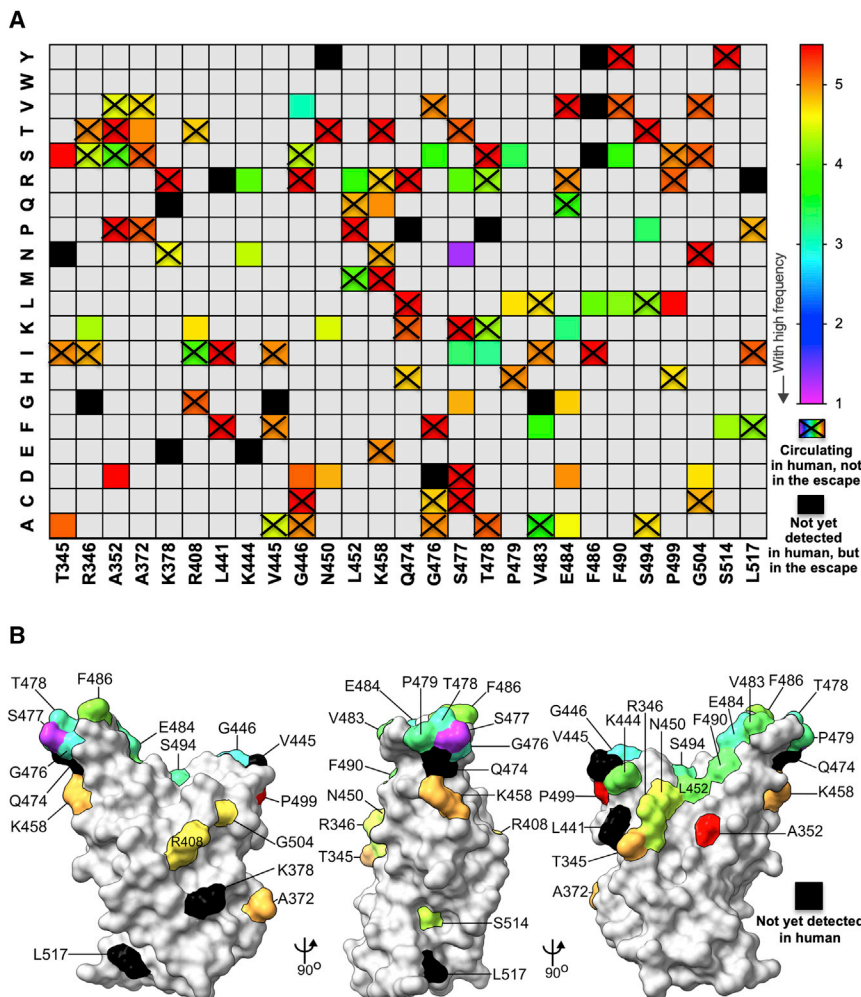 A
Y
W
V
T
S
R
Q
P
N
M
L
K
I
H
G
F
E
D
C
A
T345 R346 A352 A372 K378 R408 L441 K444 V445 G446 N450 L452 K458 Q474 G476 S477 T478 P479 V483 E484 F486 F490 S494 P499 G504 S514 L517
5
4
3
2
1
With high frequency
Circulating
in human, not
in the escape
Not yet
detected
in human, but
in the escape
B
T478
F486
S477
E484
S494
G446
V445
G476
Q474
K458
P499
R408
G504
K378
A372
L517
90°
E484
P479
T478
F486
V483
S477
G476
F490
Q474
N450
K458
R346
R408
T345
S514
L517
90°
G446
K444
R346
N450
F490
E484
V483
F486
T478
V445
S494
P479
L452
Q474
P499
K458
L441
A352
T345
A372
Not yet detected
in human